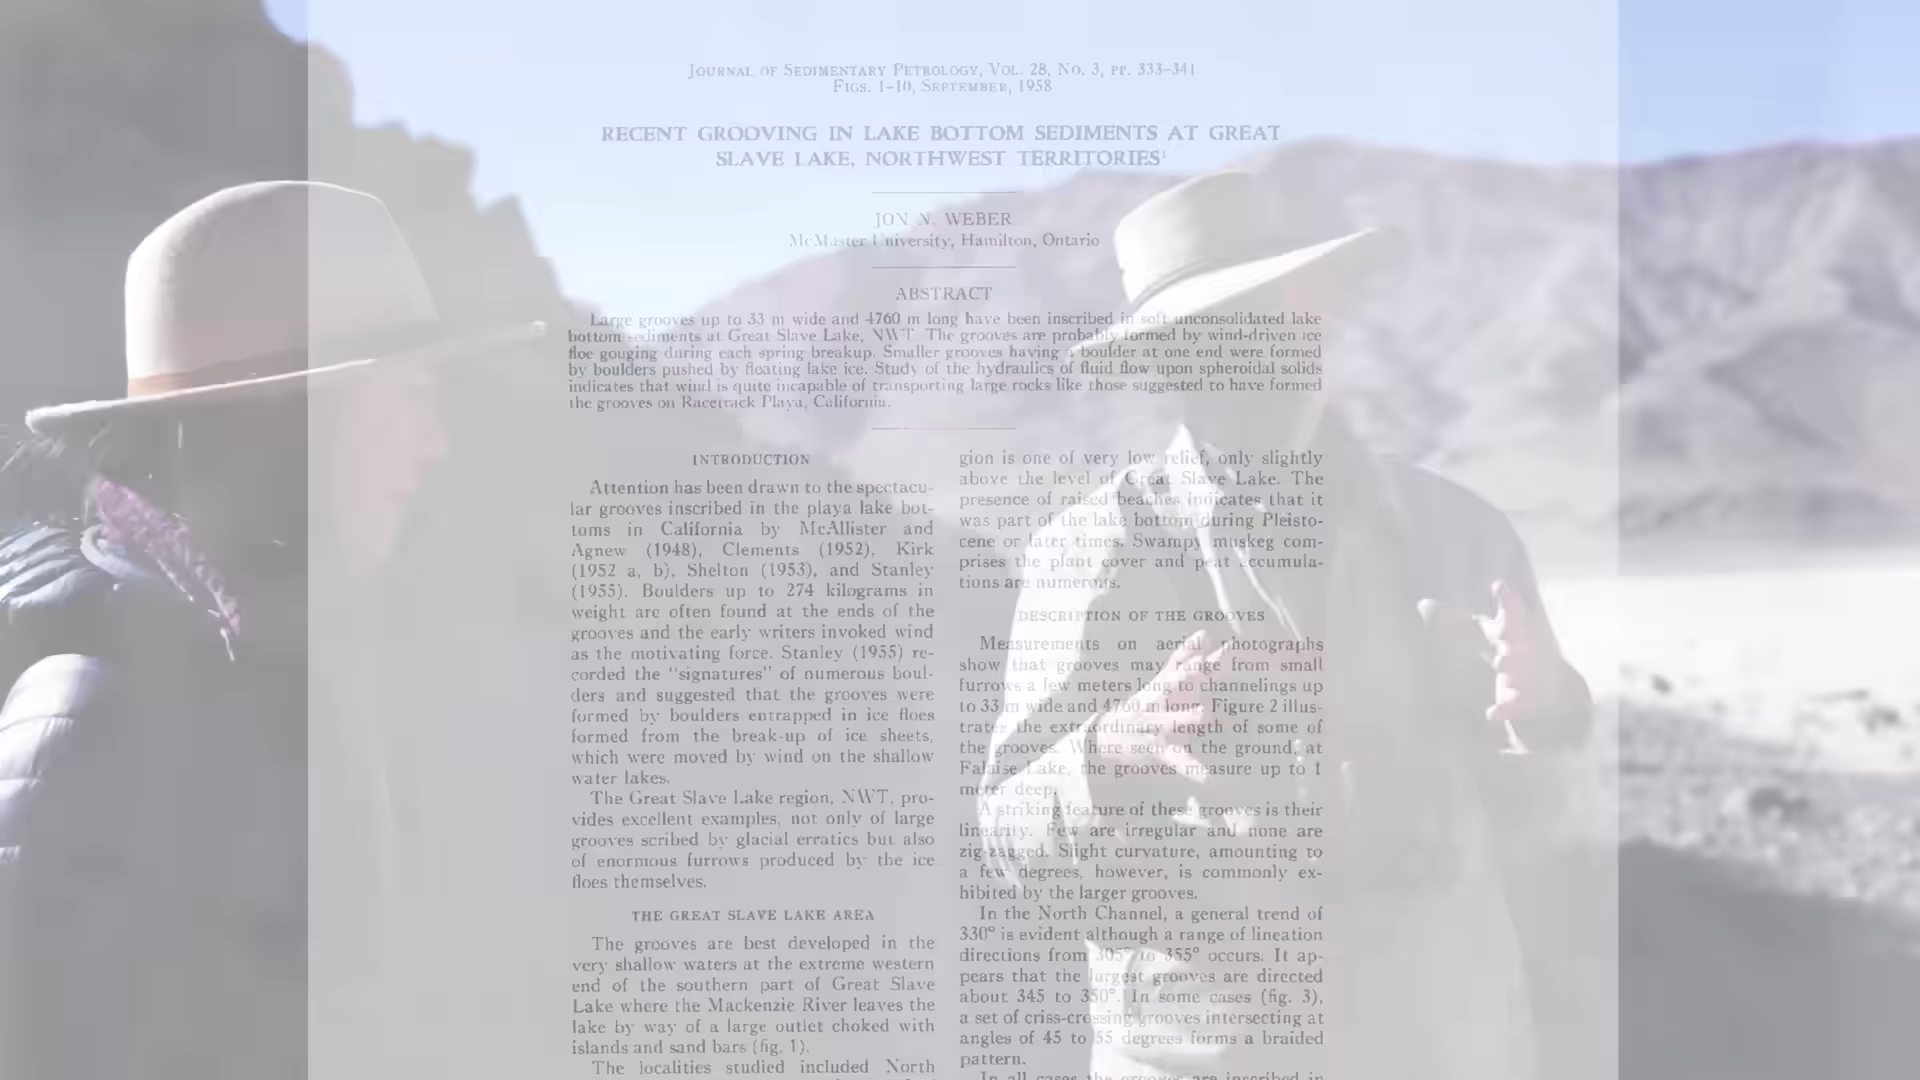 JOURNAL OF SEDIMENTARY PETROLOGY, VOL. 28, NO. 3, PP. 333–341
FIGS. 1–10, SEPTEMBER, 1958
RECENT GROOVING IN LAKE BOTTOM SEDIMENTS AT GREAT
SLAVE LAKE, NORTHWEST TERRITORIES¹
JON N. WEBER
McMaster University, Hamilton, Ontario
ABSTRACT
Large grooves up to 33 m wide and 4760 m long have been inscribed in soft unconsolidated lake
bottom sediments at Great Slave Lake, NWT. The grooves are probably formed by wind-driven ice
floe gouging during each spring breakup. Smaller grooves having a boulder at one end were formed
by boulders pushed by floating lake ice. Study of the hydraulics of fluid flow upon spheroidal solids
indicates that wind is quite incapable of transporting large rocks like those suggested to have formed
the grooves on Racetrack Playa, California.
INTRODUCTION
Attention has been drawn to the spectacu-
lar grooves inscribed in the playa lake bot-
toms in California by McAllister and
Agnew (1948), Clements (1952), Kirk
(1952 a, b), Shelton (1953), and Stanley
(1955). Boulders up to 274 kilograms in
weight are often found at the ends of the
grooves and the early writers invoked wind
as the motivating force. Stanley (1955) re-
corded the "signatures" of numerous boul-
ders and suggested that the grooves were
formed by boulders entrapped in ice floes
formed from the break-up of ice sheets,
which were moved by wind on the shallow
water lakes.
The Great Slave Lake region, NWT, pro-
vides excellent examples, not only of large
grooves scribed by glacial erratics but also
of enormous furrows produced by the ice
floes themselves.
THE GREAT SLAVE LAKE AREA
The grooves are best developed in the
very shallow waters at the extreme western
end of the southern part of Great Slave
Lake where the Mackenzie River leaves the
lake by way of a large outlet choked with
islands and sand bars (fig. 1).
The localities studied included North
gion is one of very low relief, only slightly
above the level of Great Slave Lake. The
presence of raised beaches indicates that it
was part of the lake bottom during Pleisto-
cene or later times. Swampy muskeg com-
prises the plant cover and peat accumula-
tions are numerous.
DESCRIPTION OF THE GROOVES
Measurements on aerial photographs
show that grooves may range from small
furrows a few meters long to channelings up
to 33 m wide and 4760 m long. Figure 2 illus-
trates the extraordinary length of some of
the grooves. Where seen on the ground, at
Falaise Lake, the grooves measure up to 1
meter deep.
A striking feature of these grooves is their
linearity. Few are irregular and none are
zig-zagged. Slight curvature, amounting to
a few degrees, however, is commonly ex-
hibited by the larger grooves.
In the North Channel, a general trend of
330° is evident although a range of lineation
directions from 305° to 355° occurs. It ap-
pears that the largest grooves are directed
about 345 to 350°. In some cases (fig. 3),
a set of criss-crossing grooves intersecting at
angles of 45 to 55 degrees forms a braided
pattern.
In all cases the grooves are inscribed in